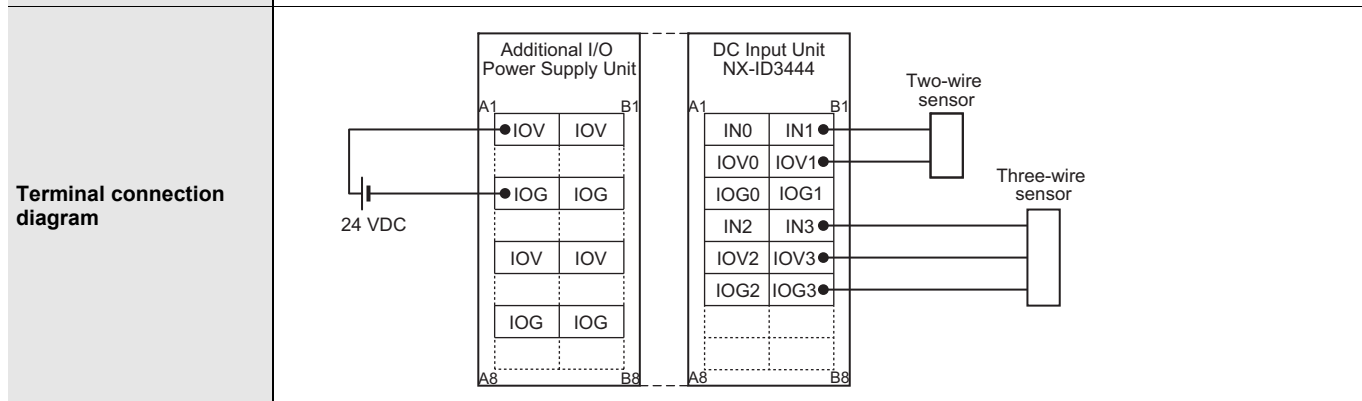 Terminal connection
diagram
Additional I/O
Power Supply Unit
A1 B1
IOV IOV
IOG IOG
IOV IOV
IOG IOG
A8 B8
24 VDC
DC Input Unit
NX-ID3444
A1 B1
IN0 IN1
IOV0 IOV1
IOG0 IOG1
IN2 IN3
IOV2 IOV3
IOG2 IOG3
A8 B8
Two-wire
sensor
Three-wire
sensor